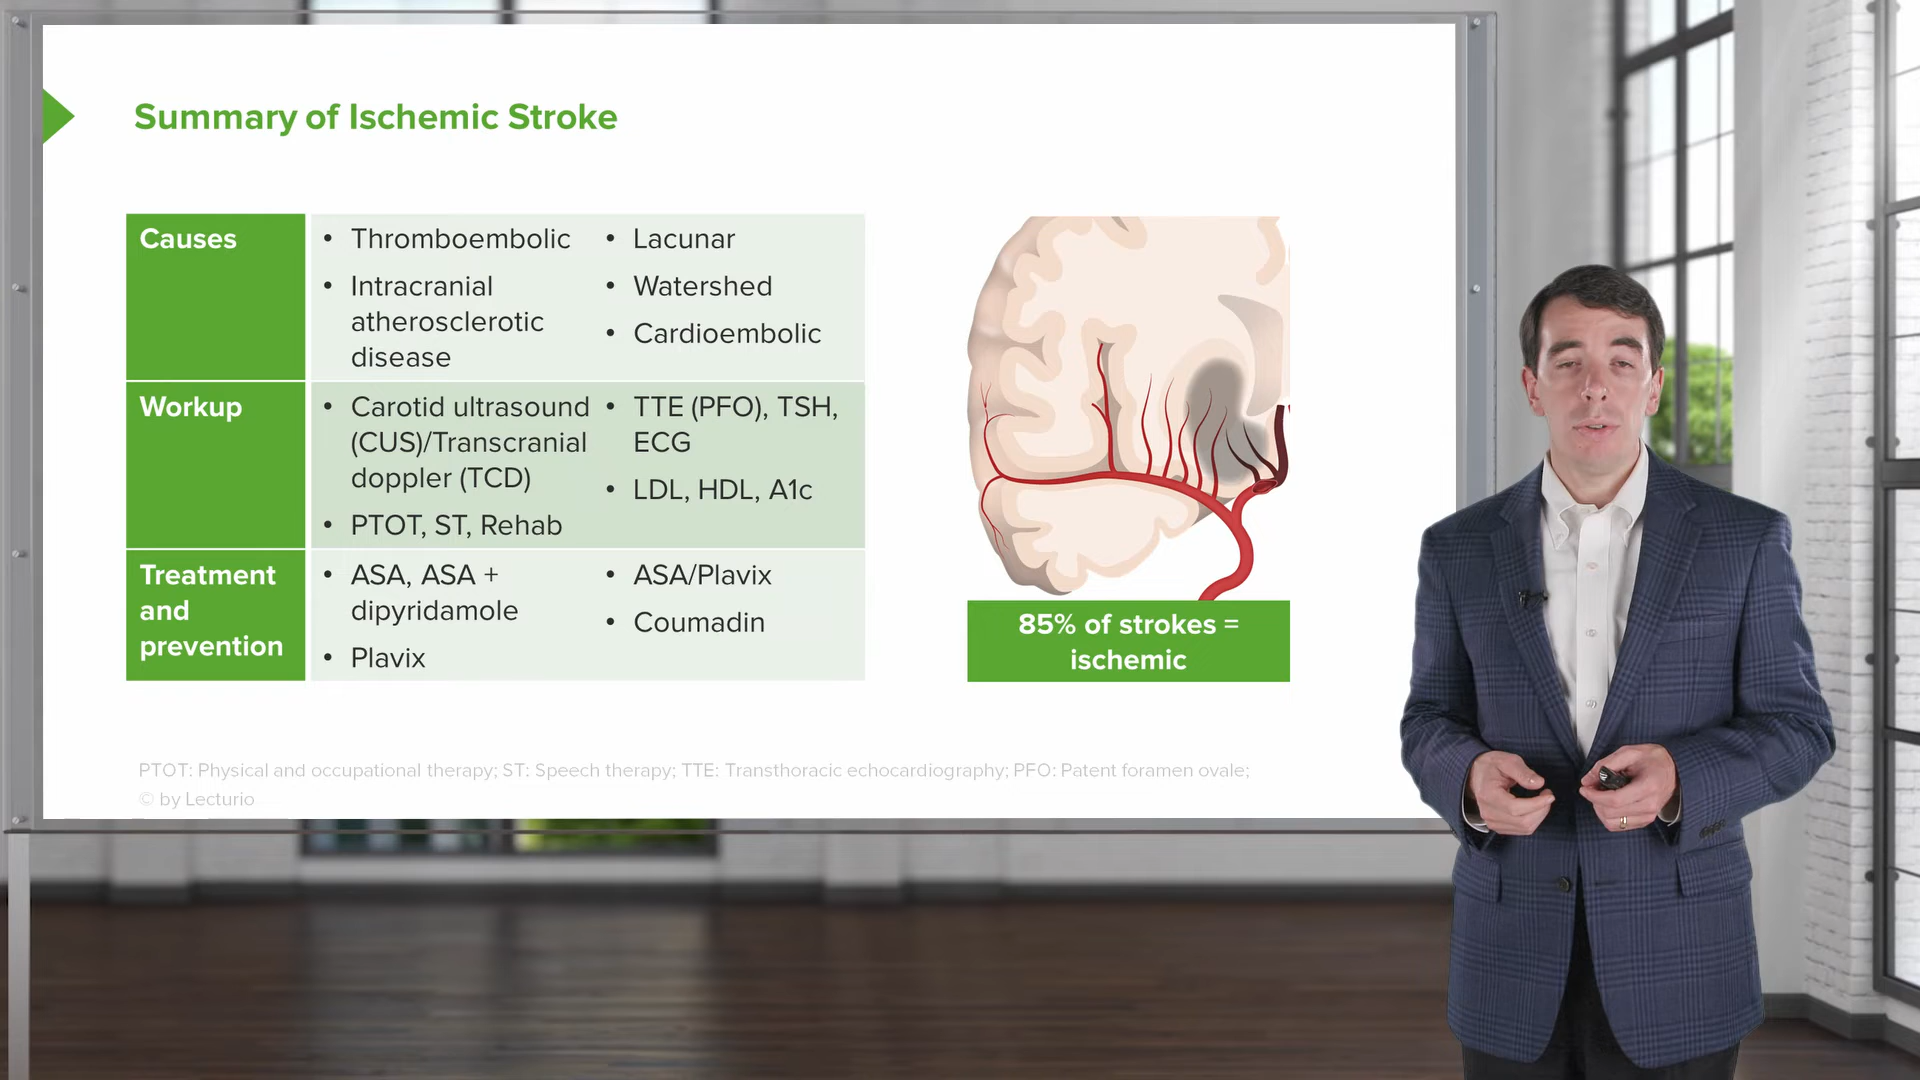 Summary of Ischemic Stroke
Causes
• Thromboembolic
• Intracranial
atherosclerotic
disease
• Lacunar
• Watershed
• Cardioembolic
Workup
• Carotid ultrasound
(CUS)/Transcranial
doppler (TCD)
• PTOT, ST, Rehab
• TTE (PFO), TSH,
ECG
• LDL, HDL, A1c
Treatment
and
prevention
• ASA, ASA +
dipyridamole
• Plavix
• ASA/Plavix
• Coumadin
85% of strokes =
ischemic
PTOT: Physical and occupational therapy; ST: Speech therapy; TTE: Transthoracic echocardiography; PFO: Patent foramen ovale;
© by Lecturio